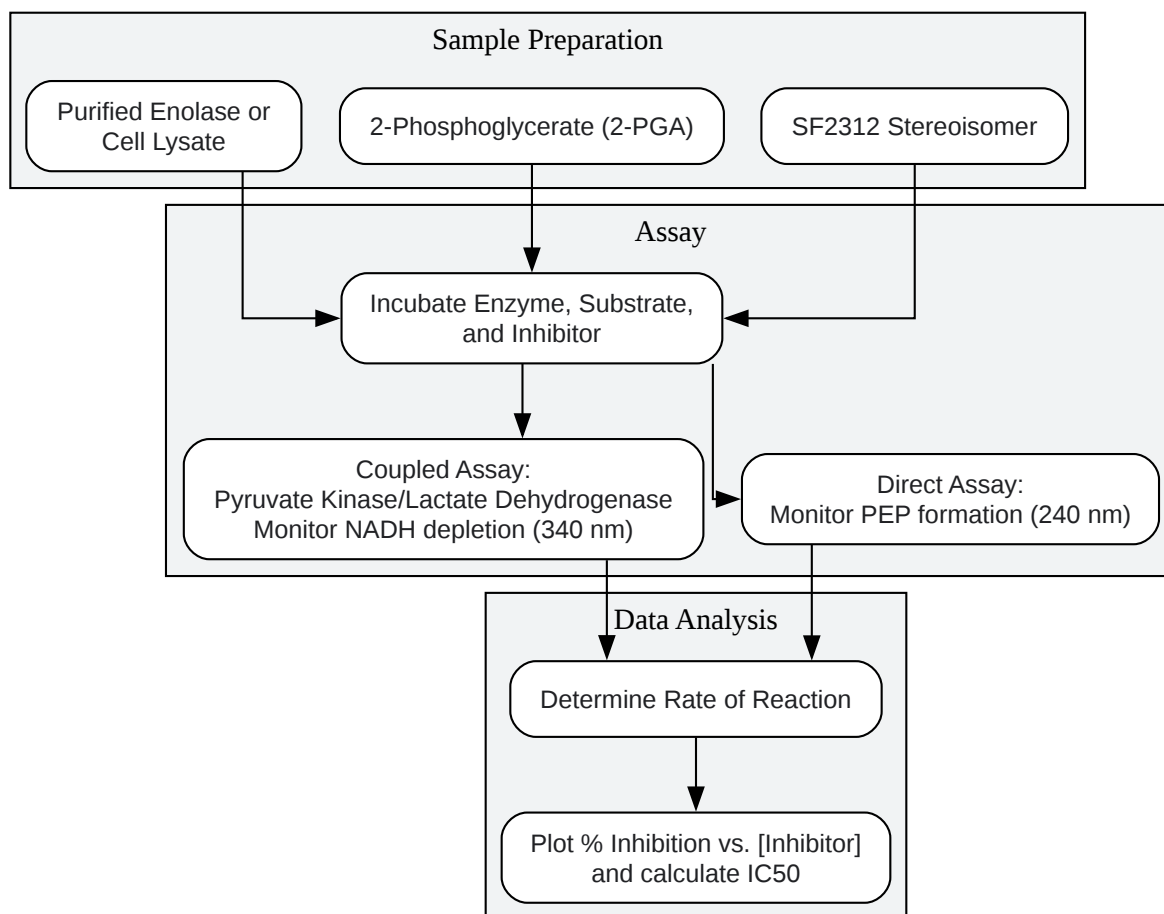 Sample Preparation
Purified Enolase or
Cell Lysate
2-Phosphoglycerate (2-PGA)
SF2312 Stereoisomer
Assay
Incubate Enzyme, Substrate,
and Inhibitor
Coupled Assay:
Pyruvate Kinase/Lactate Dehydrogenase
Monitor NADH depletion (340 nm)
Direct Assay:
Monitor PEP formation (240 nm)
Data Analysis
Determine Rate of Reaction
Plot % Inhibition vs. [Inhibitor]
and calculate IC50